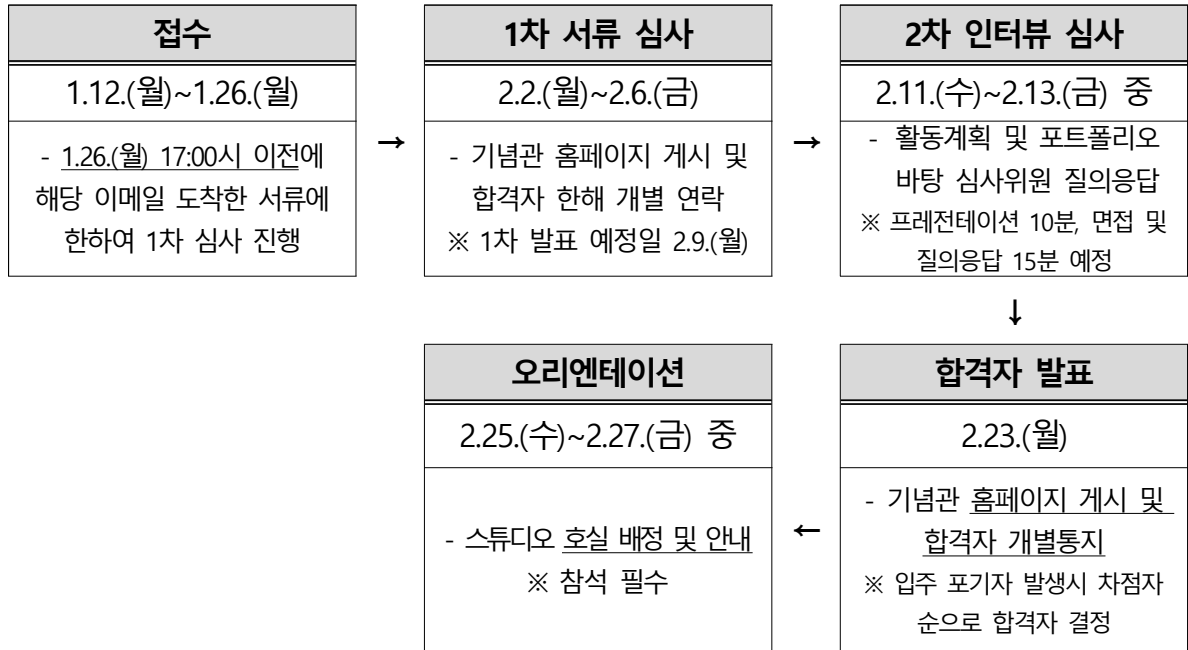 접수
1.12.(월)~1.26.(월)
- 1.26.(월) 17:00시 이전에
해당 이메일 도착한 서류에
한하여 1차 심사 진행
→
1차 서류 심사
2.2.(월)~2.6.(금)
- 기념관 홈페이지 게시 및
합격자 한해 개별 연락
※ 1차 발표 예정일 2.9.(월)
→
2차 인터뷰 심사
2.11.(수)~2.13.(금) 중
- 활동계획 및 포트폴리오
바탕 심사위원 질의응답
※ 프레전테이션 10분, 면접 및
질의응답 15분 예정
↓
합격자 발표
2.23.(월)
- 기념관 홈페이지 게시 및
합격자 개별통지
※ 입주 포기자 발생시 차점자
순으로 합격자 결정
←
오리엔테이션
2.25.(수)~2.27.(금) 중
- 스튜디오 호실 배정 및 안내
※ 참석 필수